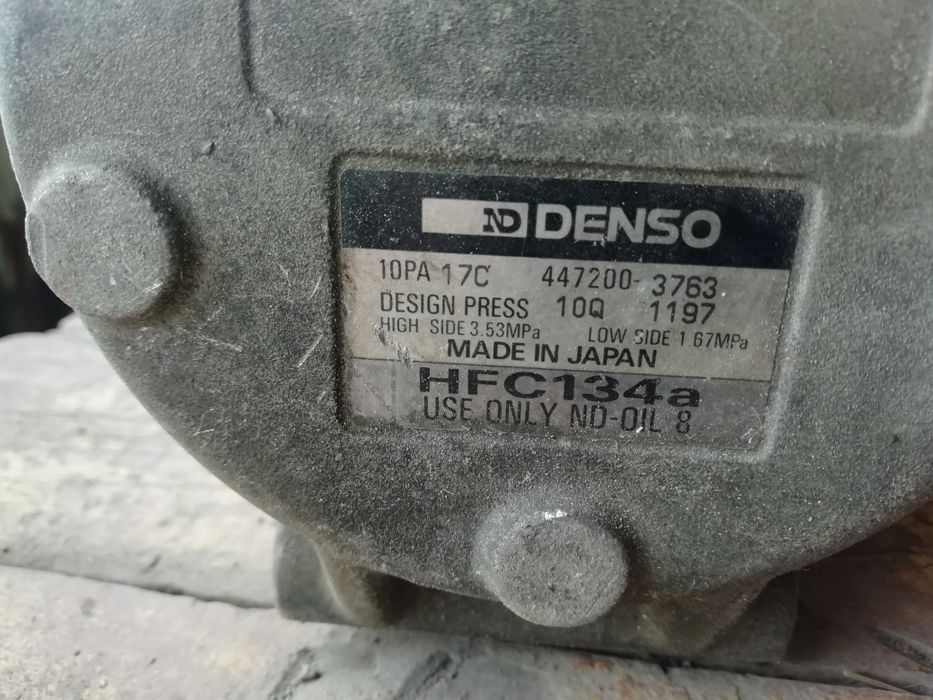 ND DENSO
10PA 17C 447200-3763
DESIGN PRESS 10Q 1197
HIGH SIDE 3.53MPa LOW SIDE 1.67MPa
MADE IN JAPAN
HFC134a
USE ONLY ND-OIL 8